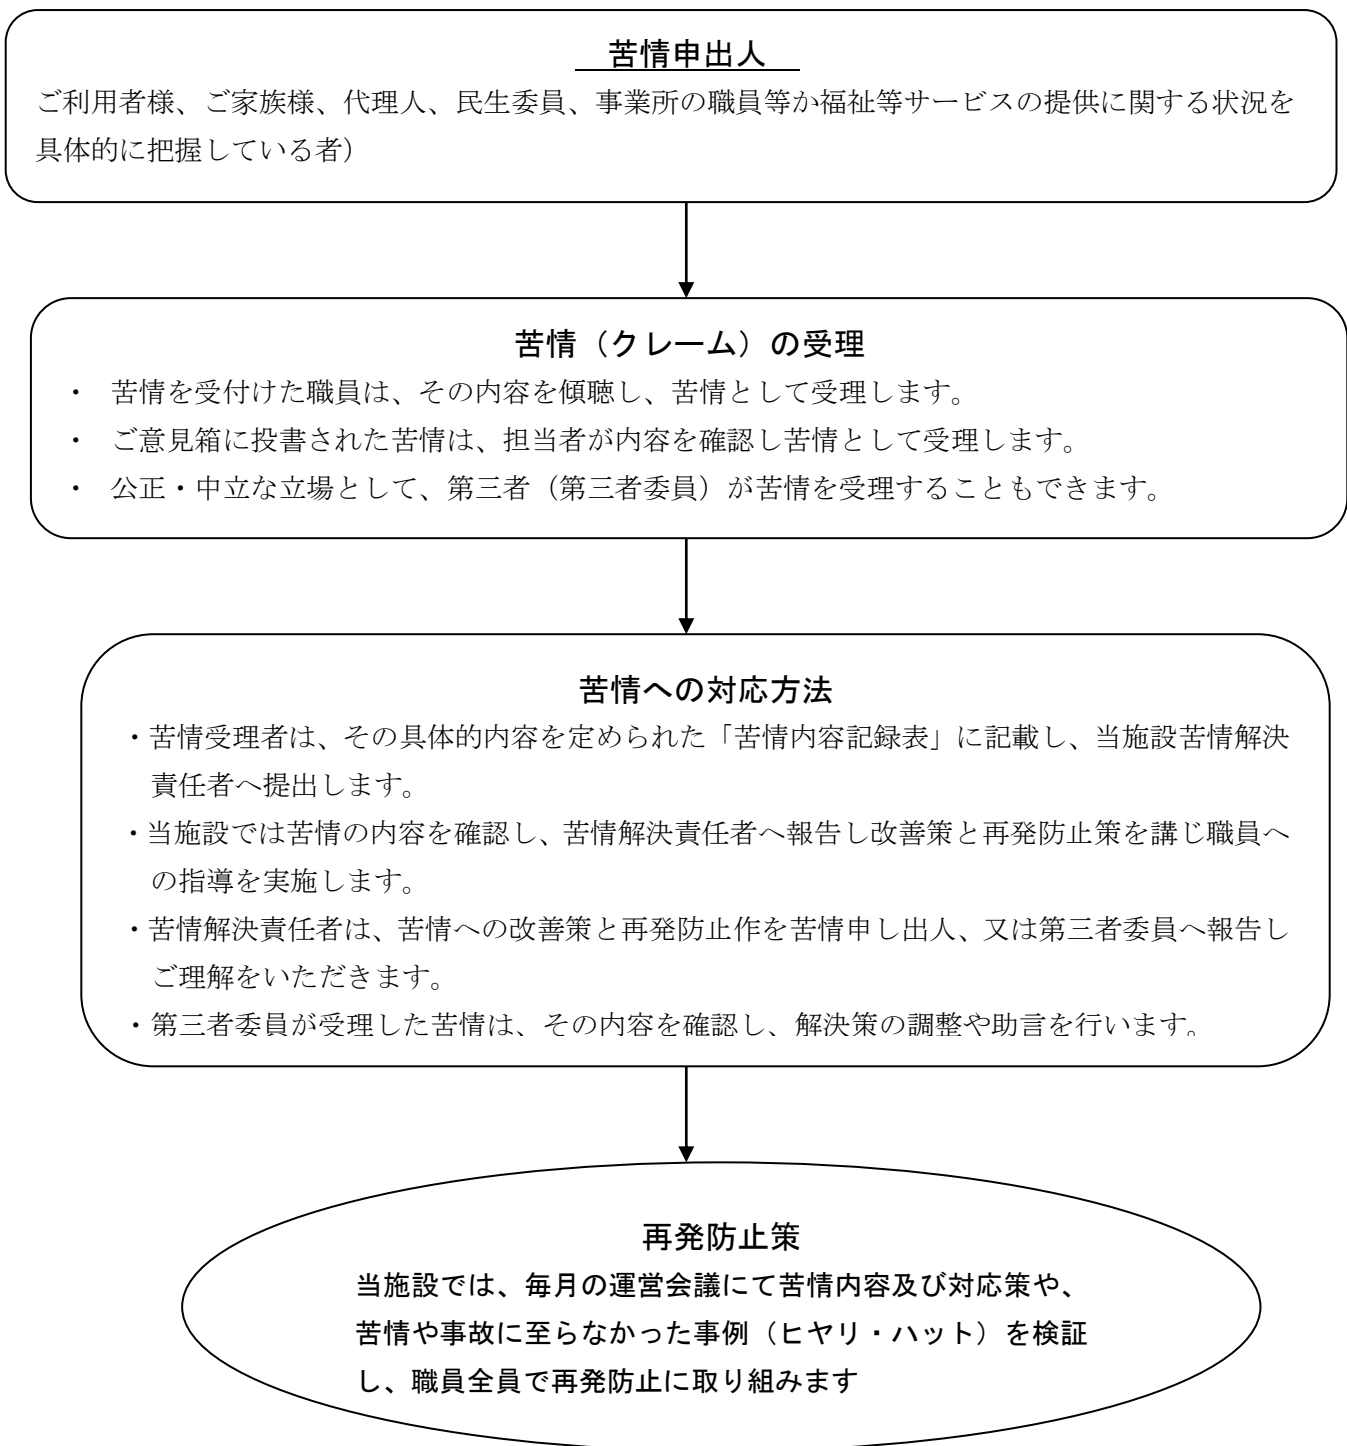 苦情申出人
ご利用者様、ご家族様、代理人、民生委員、事業所の職員等か福祉等サービスの提供に関する状況を
具体的に把握している者)
苦情（クレーム）の受理
・ 苦情を受付けた職員は、その内容を傾聴し、苦情として受理します。
・ ご意見箱に投書された苦情は、担当者が内容を確認し苦情として受理します。
・ 公正・中立な立場として、第三者（第三者委員）が苦情を受理することもできます。
苦情への対応方法
・苦情受理者は、その具体的内容を定められた「苦情内容記録表」に記載し、当施設苦情解決
責任者へ提出します。
・当施設では苦情の内容を確認し、苦情解決責任者へ報告し改善策と再発防止策を講じ職員へ
の指導を実施します。
・苦情解決責任者は、苦情への改善策と再発防止作を苦情申し出人、又は第三者委員へ報告し
ご理解をいただきます。
・第三者委員が受理した苦情は、その内容を確認し、解決策の調整や助言を行います。
再発防止策
当施設では、毎月の運営会議にて苦情内容及び対応策や、
苦情や事故に至らなかった事例（ヒヤリ・ハット）を検証
し、職員全員で再発防止に取り組みます